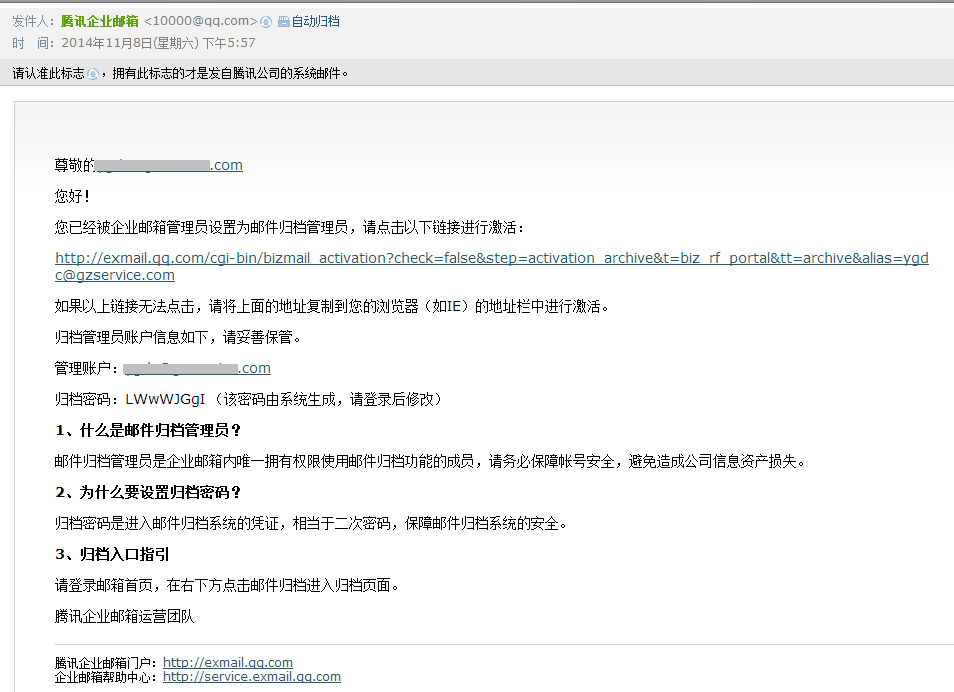 发件人：腾讯企业邮箱 <10000@qq.com> 自动归档
时 间：2014年11月8日(星期六) 下午5:57
请认准此标志，拥有此标志的才是发自腾讯公司的系统邮件。
尊敬的 .com
您好！
您已经被企业邮箱管理员设置为邮件归档管理员，请点击以下链接进行激活：
http://exmail.qq.com/cgi-bin/bizmail_activation?check=false&step=activation_archive&t=biz_rf_portal&tt=archive&alias=ygd
c@gzservice.com
如果以上链接无法点击，请将上面的地址复制到您的浏览器（如IE）的地址栏中进行激活。
归档管理员账户信息如下，请妥善保管。
管理账户： .com
归档密码：LWwWJGgI （该密码由系统生成，请登录后修改）
1、什么是邮件归档管理员？
邮件归档管理员是企业邮箱内唯一拥有权限使用邮件归档功能的成员，请务必保障帐号安全，避免造成公司信息资产损失。
2、为什么要设置归档密码？
归档密码是进入邮件归档系统的凭证，相当于二次密码，保障邮件归档系统的安全。
3、归档入口指引
请登录邮箱首页，在右下方点击邮件归档进入归档页面。
腾讯企业邮箱运营团队
腾讯企业邮箱门户：http://exmail.qq.com
企业邮箱帮助中心：http://service.exmail.qq.com